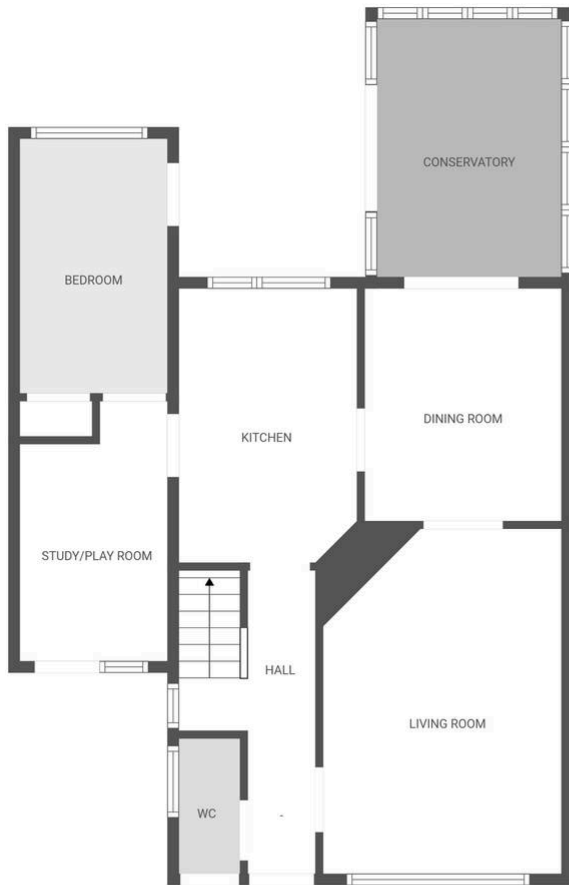 CONSERVATORY
BEDROOM
DINING ROOM
KITCHEN
STUDY/PLAY ROOM
HALL
LIVING ROOM
WC
-